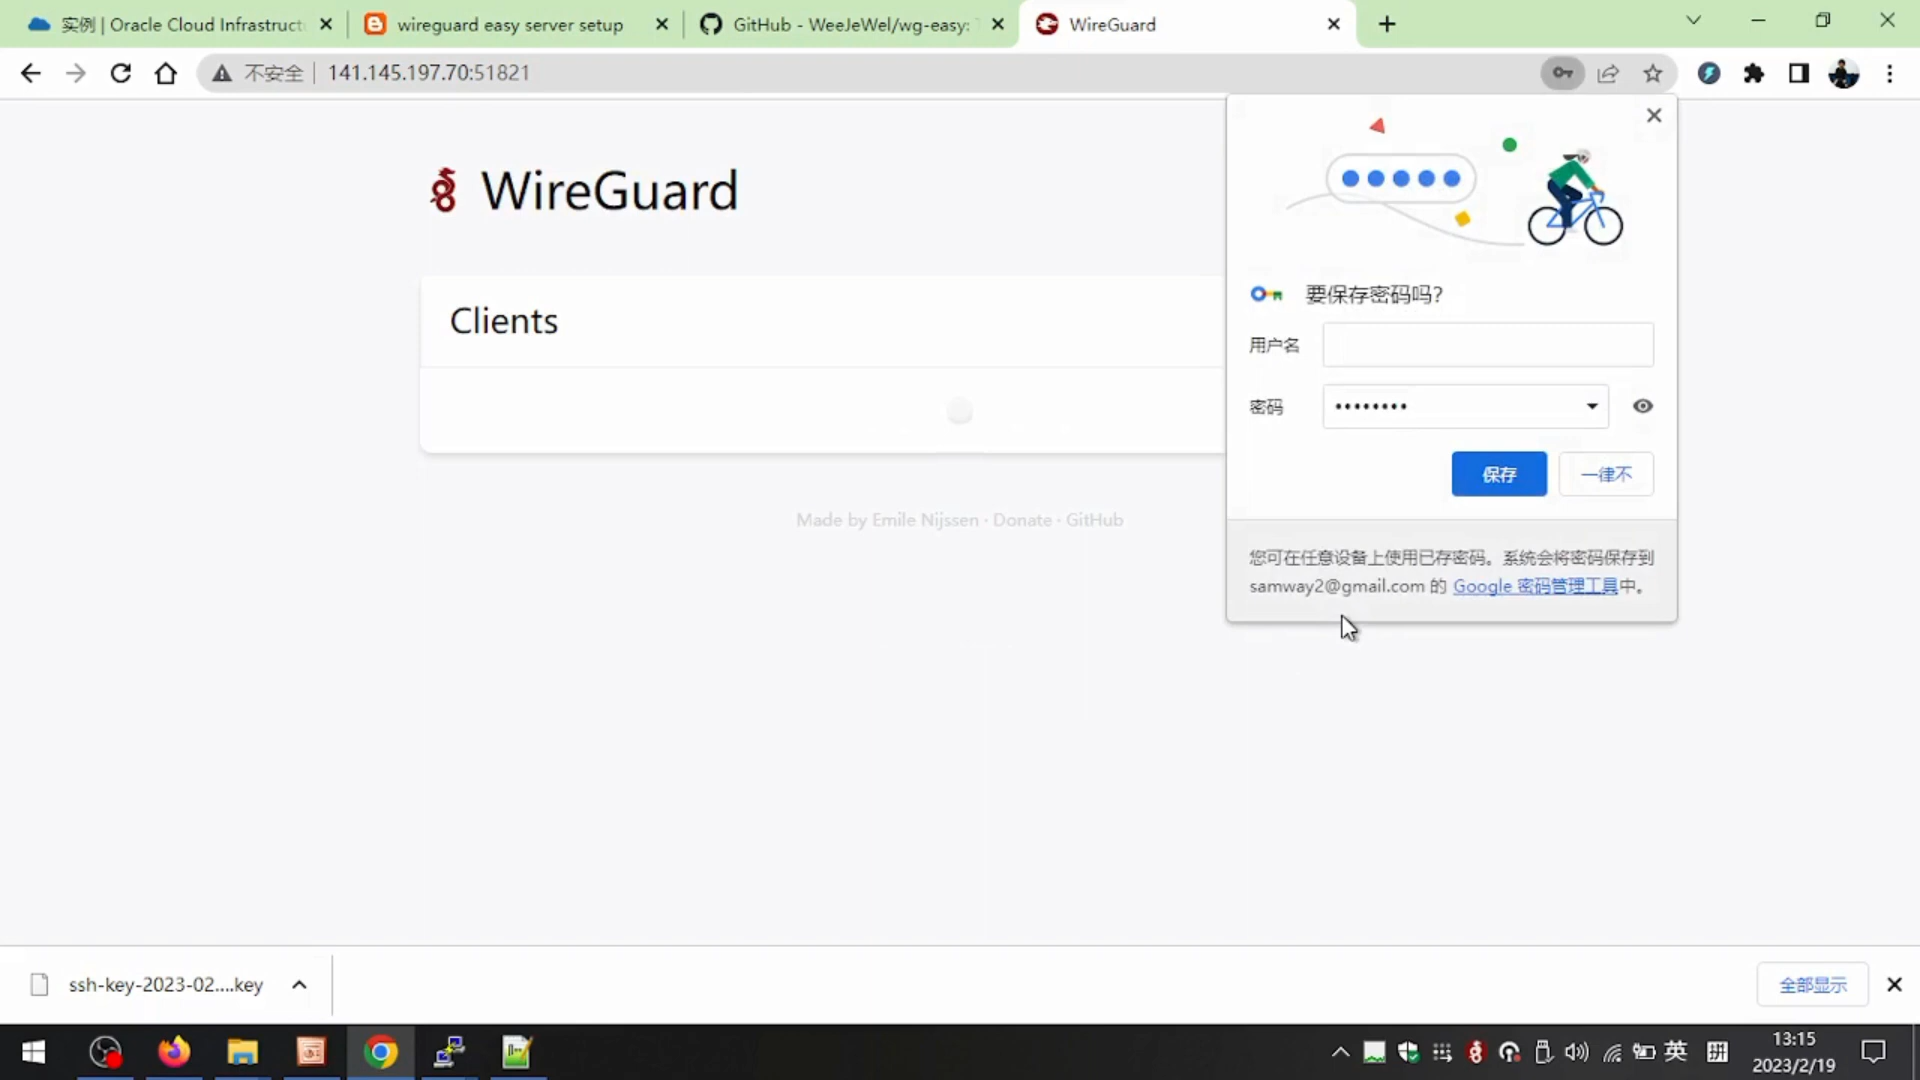 实例 | Oracle Cloud Infrastruct
wireguard easy server setup
GitHub - WeeJeWel/wg-easy:
WireGuard
不安全
141.145.197.70:51821
WireGuard
Clients
Made by Emile Nijssen · Donate · GitHub
要保存密码吗?
用户名
密码
保存
一律不
您可在任意设备上使用已存密码。系统会将密码保存到
samway2@gmail.com 的 Google 密码管理工具中。
ssh-key-2023-02....key
全部显示
英
拼
13:15
2023/2/19